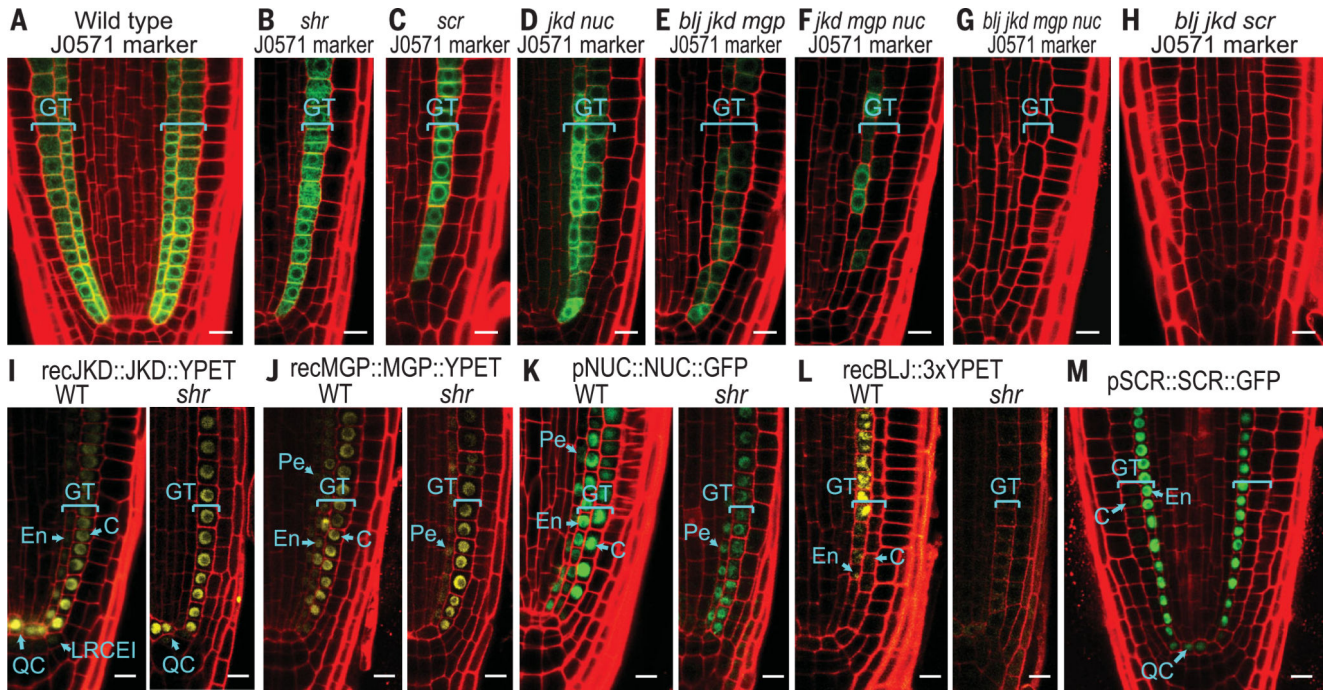 A Wild type
J0571 marker
GT
B shr
J0571 marker
GT
C scr
J0571 marker
GT
D jkd nuc
J0571 marker
GT
E blj jkd mgp
J0571 marker
GT
F jkd mgp nuc
J0571 marker
GT
G blj jkd mgp nuc
J0571 marker
GT
H blj jkd scr
J0571 marker
I recJKD::JKD::YPET
WT shr
GT GT
En C
QC LRCEI QC
J recMGP::MGP::YPET
WT shr
Pe
GT GT
En C Pe
K pNUC::NUC::GFP
WT shr
Pe
GT GT
En C Pe
L recBLJ::3xYPET
WT shr
GT GT
En C
M pSCR::SCR::GFP
GT
C En
QC